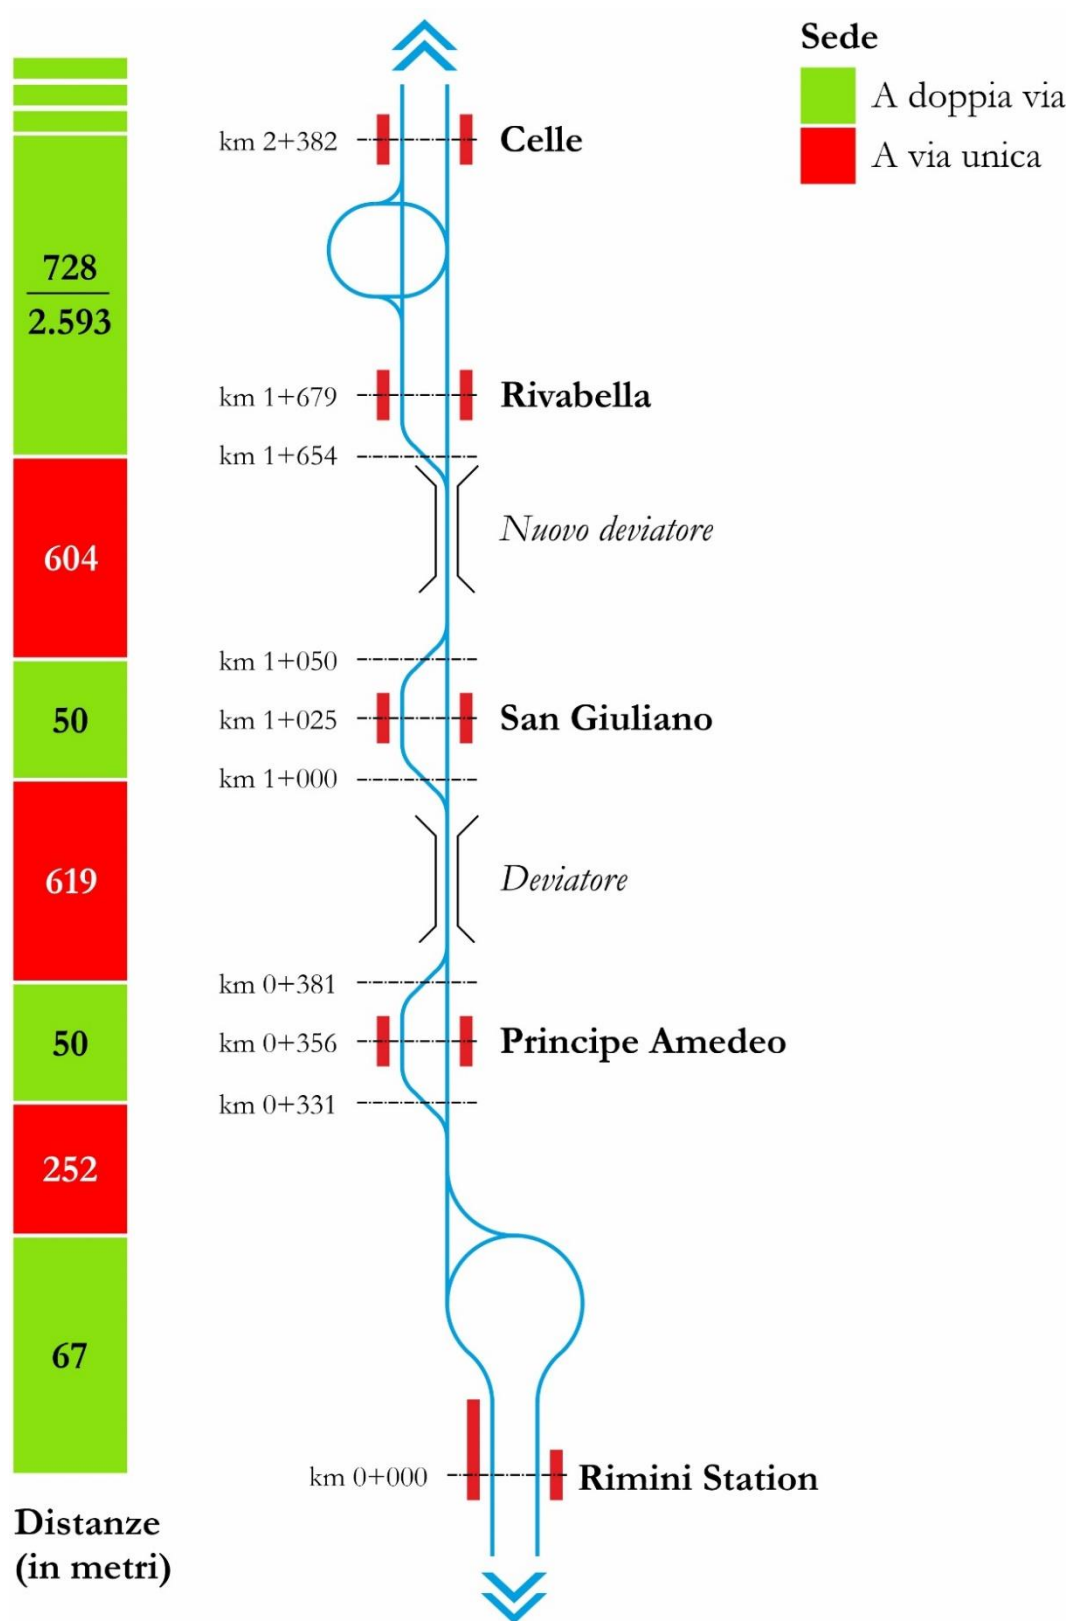 Sede
A doppia via
A via unica
km 2+382
Celle
728
2.593
km 1+679
Rivabella
km 1+654
Nuovo deviatore
604
km 1+050
50
km 1+025
San Giuliano
km 1+000
619
Deviatore
km 0+381
50
km 0+356
Principe Amedeo
km 0+331
252
67
km 0+000
Rimini Station
Distanze
(in metri)